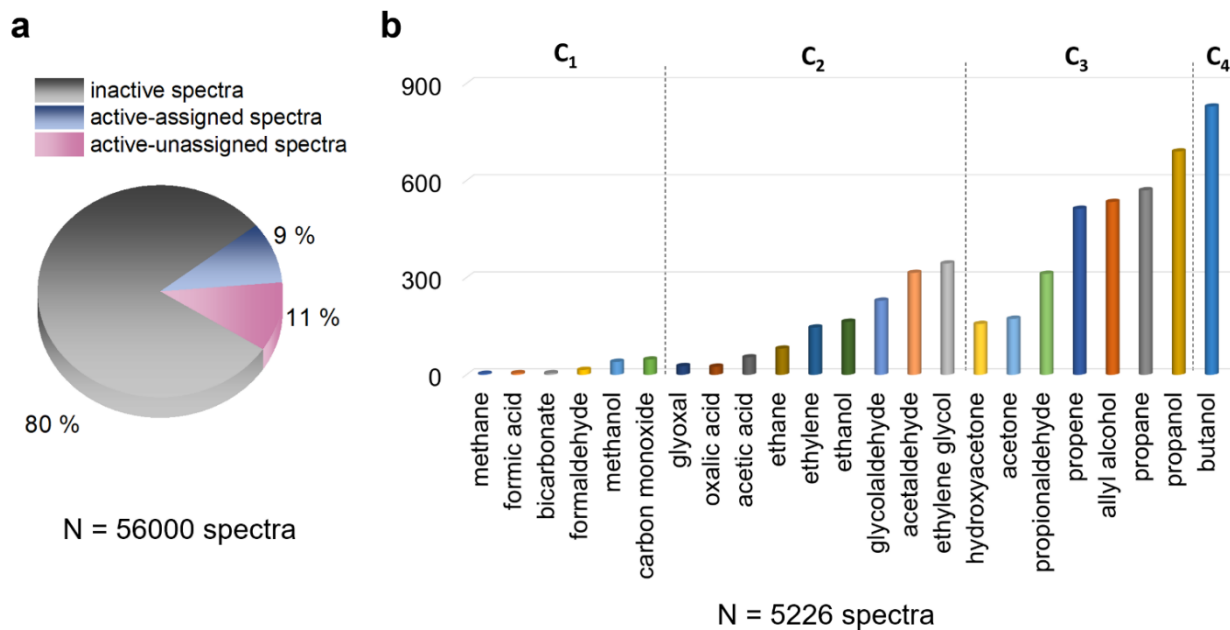 a
inactive spectra
active-assigned spectra
active-unassigned spectra
9 %
11 %
80 %
N = 56000 spectra
b
C₁ C₂ C₃ C₄
900
600
300
0
methane
formic acid
bicarbonate
formaldehyde
methanol
carbon monoxide
glyoxal
oxalic acid
acetic acid
ethane
ethylene
ethanol
glycolaldehyde
acetaldehyde
ethylene glycol
hydroxyacetone
acetone
propionaldehyde
propene
allyl alcohol
propane
propanol
butanol
N = 5226 spectra